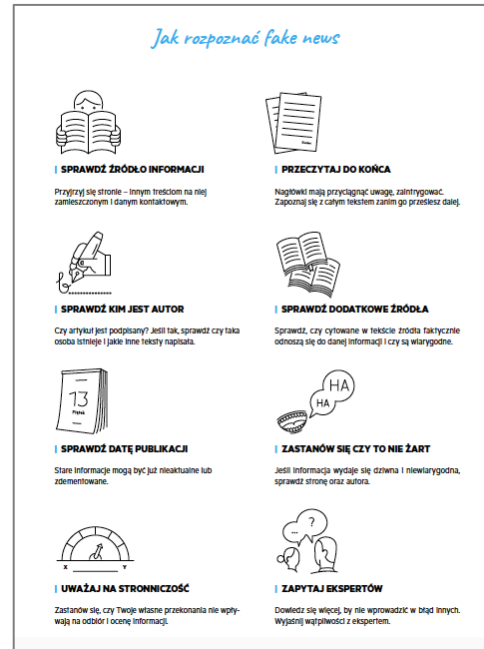 Jak rozpoznać fake news
SPRAWDŹ ŹRÓDŁO INFORMACJI
Przyjrzyj się stronie – innym treściom na niej
zamieszczonym i danym kontaktowym.
PRZECZYTAJ DO KOŃCA
Nagłówki mają przyciągnąć uwagę, zaintrygować.
Zapoznaj się z całym tekstem zanim go prześlesz dalej.
SPRAWDŹ KIM JEST AUTOR
Czy artykuł jest podpisany? Jeśli tak, sprawdź czy taka
osoba istnieje i jakie inne teksty napisała.
SPRAWDŹ DODATKOWE ŹRÓDŁA
Sprawdź, czy cytowane w tekście źródła faktycznie
odnoszą się do danej informacji i czy są wiarygodne.
13
Piątek
SPRAWDŹ DATĘ PUBLIKACJI
Stare informacje mogą być już nieaktualne lub
zdementowane.
HA
HA
ZASTANÓW SIĘ CZY TO NIE ŻART
Jeśli informacja wydaje się dziwna i niewiarygodna,
sprawdź stronę oraz autora.
X Y
UWAŻAJ NA STRONNICZOŚĆ
Zastanów się, czy Twoje własne przekonania nie wpły-
wają na odbiór i ocenę informacji.
... ?
ZAPYTAJ EKSPERTÓW
Dowiedz się więcej, by nie wprowadzić w błąd innych.
Wyjaśnij wątpliwości z ekspertem.